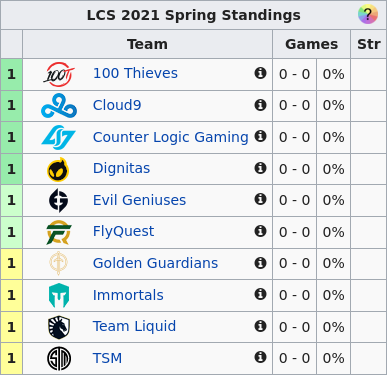 LCS 2021 Spring Standings ?
Team Games Str
1 100T 100 Thieves i 0 - 0 0%
1 Cloud9 i 0 - 0 0%
1 Counter Logic Gaming i 0 - 0 0%
1 Dignitas i 0 - 0 0%
1 Evil Geniuses i 0 - 0 0%
1 FlyQuest i 0 - 0 0%
1 Golden Guardians i 0 - 0 0%
1 Immortals i 0 - 0 0%
1 Team Liquid i 0 - 0 0%
1 TSM TSM i 0 - 0 0%